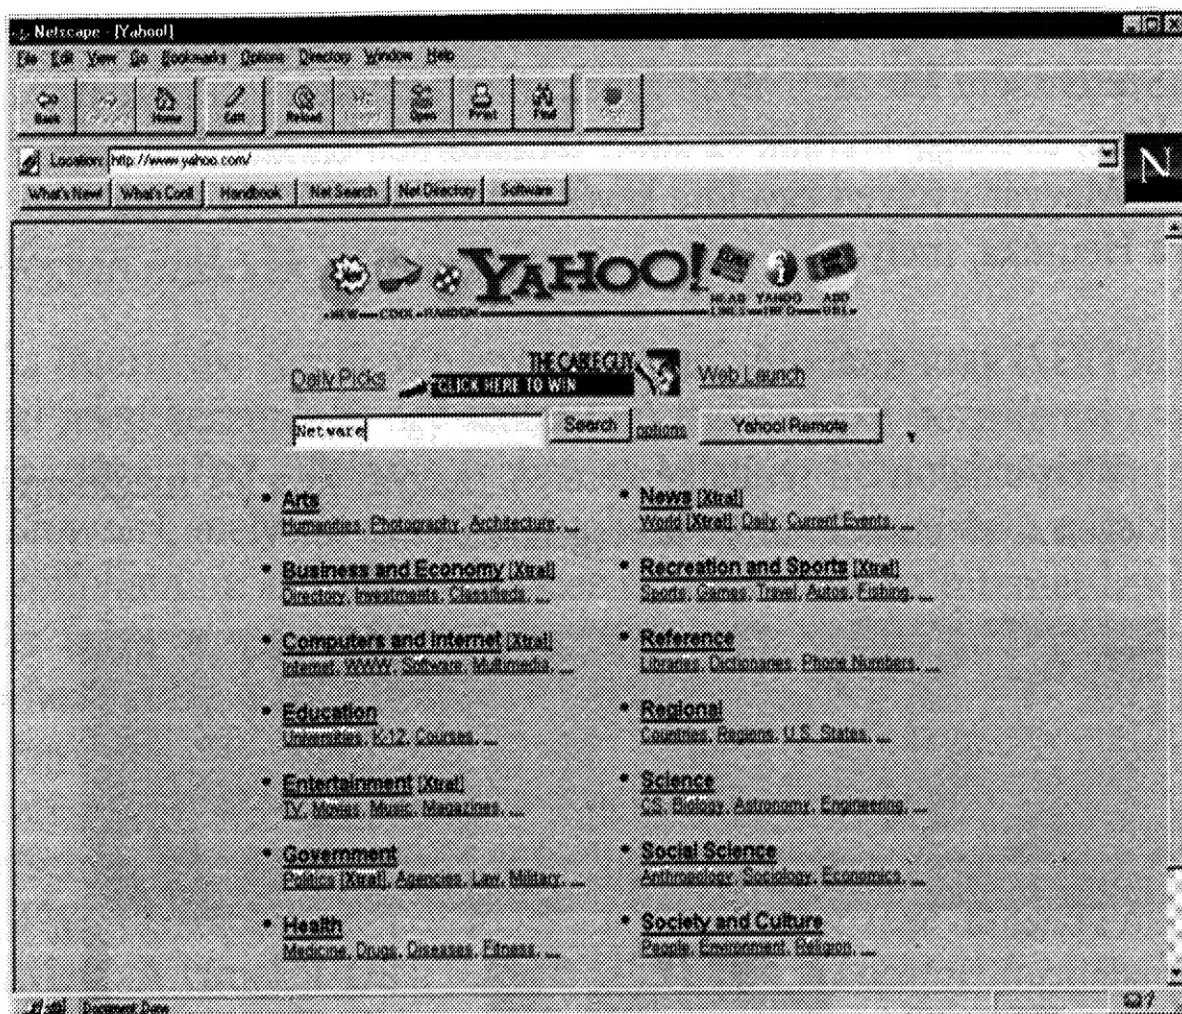 Netscape - [Yahoo!]
File Edit View Go Bookmarks Options Directory Window Help
Back Home Edit Reload Open Print Find
Location: http://www.yahoo.com/
N
What's New! What's Cool! Handbook Net Search Net Directory Software
YAHOO!
NEW COOL RANDOM HEAD LINES YAHOO INFO ADD URL
THE CABLE GUY
Daily Picks CLICK HERE TO WIN Web Launch
Netware Search options Yahoo! Remote
Arts
Humanities, Photography, Architecture, ...
Business and Economy [Xtra!]
Directory, Investments, Classifieds, ...
Computers and Internet [Xtra!]
Internet, WWW, Software, Multimedia, ...
Education
Universities, K-12, Courses, ...
Entertainment [Xtra!]
TV, Movies, Music, Magazines, ...
Government
Politics [Xtra!], Agencies, Law, Military, ...
Health
Medicine, Drugs, Diseases, Fitness, ...
News [Xtra!]
World [Xtra!], Daily, Current Events, ...
Recreation and Sports [Xtra!]
Sports, Games, Travel, Autos, Fishing, ...
Reference
Libraries, Dictionaries, Phone Numbers, ...
Regional
Countries, Regions, U.S. States, ...
Science
CS, Biology, Astronomy, Engineering, ...
Social Science
Anthropology, Sociology, Economics, ...
Society and Culture
People, Environment, Religion, ...
Document: Done